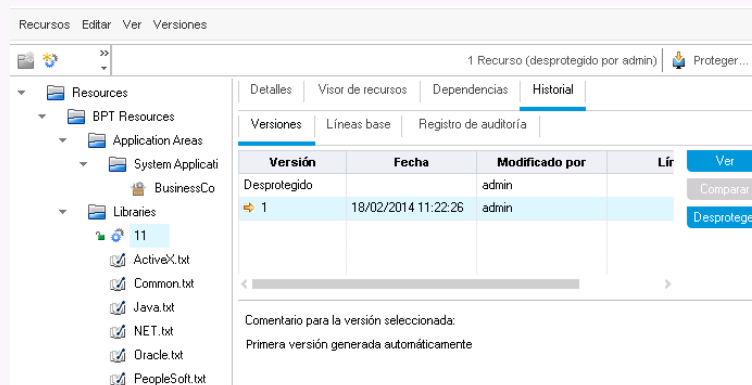 Recursos Editar Ver Versiones
»
1 Recurso (desprotegido por admin) Proteger...
Resources
BPT Resources
Application Areas
System Applicati
BusinessCo
Libraries
11
ActiveX.txt
Common.txt
Java.txt
NET.txt
Oracle.txt
PeopleSoft.txt
Detalles Visor de recursos Dependencias Historial
Versiones Líneas base Registro de auditoría
Versión Fecha Modificado por Lír
Desprotegido admin
1 18/02/2014 11:22:26 admin
Ver
Comparar
Desprotege
Comentario para la versión seleccionada:
Primera versión generada automáticamente